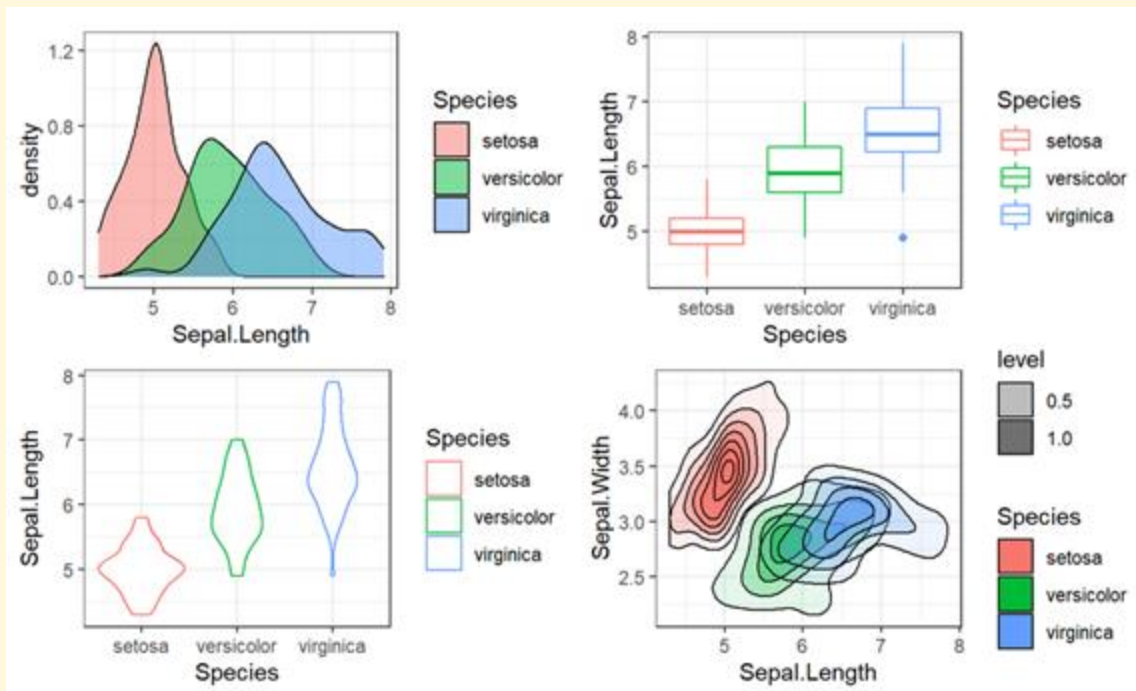 1.2
0.8
0.4
0.0
density
5 6 7 8
Sepal.Length
Species
setosa
versicolor
virginica
8
7
6
5
Sepal.Length
setosa versicolor virginica
Species
Species
setosa
versicolor
virginica
8
7
6
5
Sepal.Length
setosa versicolor virginica
Species
Species
setosa
versicolor
virginica
4.0
3.5
3.0
2.5
Sepal.Width
5 6 7 8
Sepal.Length
level
0.5
1.0
Species
setosa
versicolor
virginica